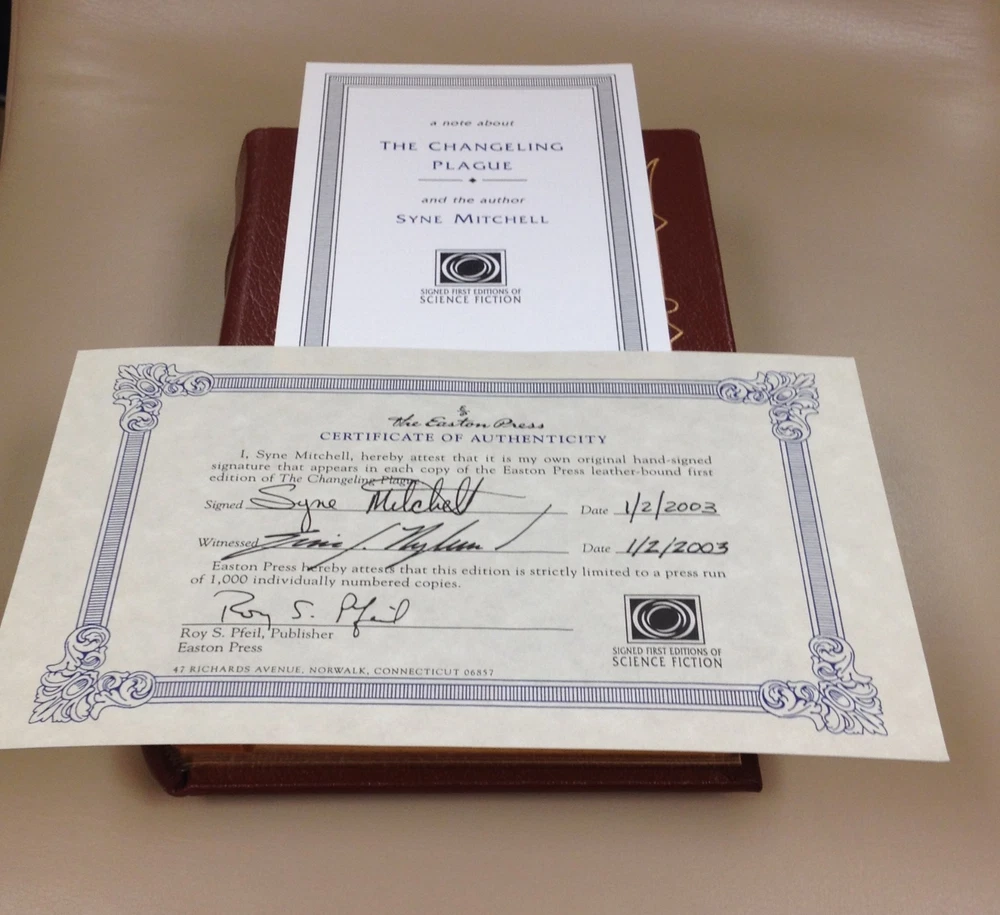 a note about
THE CHANGELING
PLAGUE
and the author
SYNE MITCHELL
SIGNED FIRST EDITIONS OF
SCIENCE FICTION
The Easton Press
CERTIFICATE OF AUTHENTICITY
I, Syne Mitchell, hereby attest that it is my own original hand-signed
signature that appears in each copy of the Easton Press leather-bound first
edition of The Changeling Plague.
Signed Syne Mitchell Date 1/2/2003
Witnessed Date 1/2/2003
Easton Press hereby attests that this edition is strictly limited to a press run
of 1,000 individually numbered copies.
Roy S. Pfeil
Roy S. Pfeil, Publisher
Easton Press
SIGNED FIRST EDITIONS OF
SCIENCE FICTION
47 RICHARDS AVENUE, NORWALK, CONNECTICUT 06857